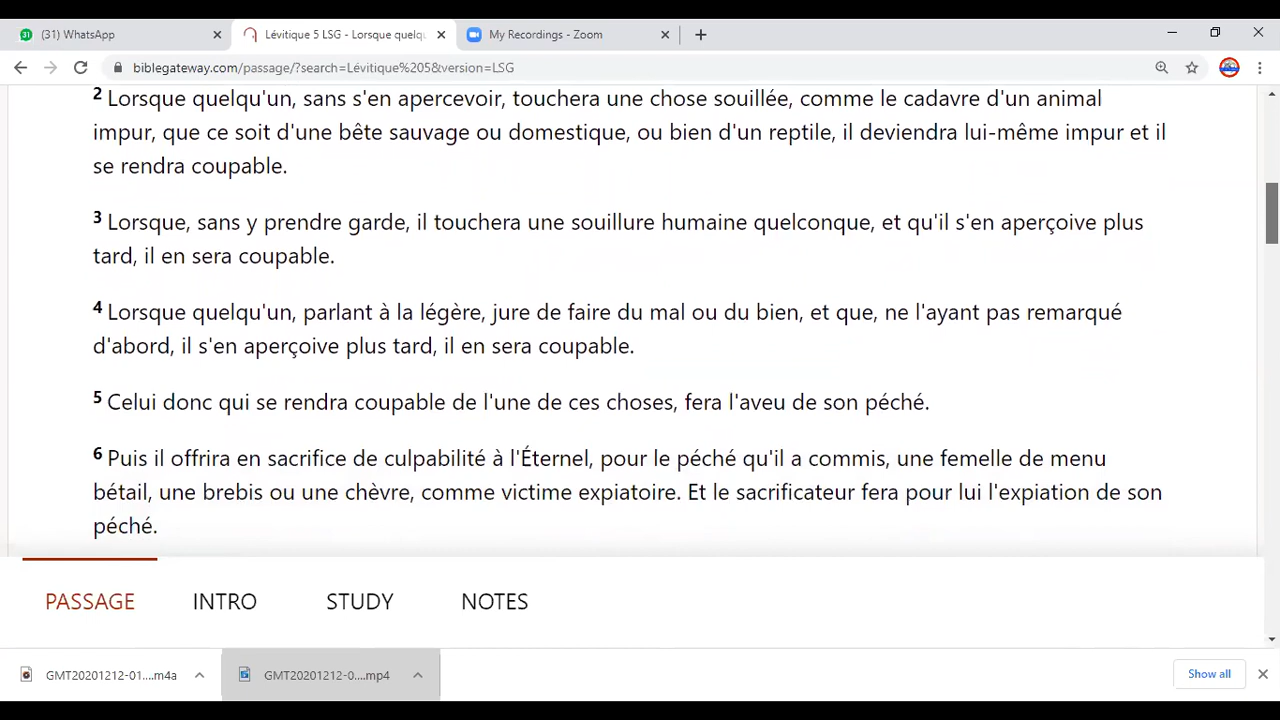 (31) WhatsApp
Lévitique 5 LSG - Lorsque quelqu
My Recordings - Zoom
biblegateway.com/passage/?search=Lévitique%205&version=LSG
2 Lorsque quelqu'un, sans s'en apercevoir, touchera une chose souillée, comme le cadavre d'un animal
impur, que ce soit d'une bête sauvage ou domestique, ou bien d'un reptile, il deviendra lui-même impur et il
se rendra coupable.
3 Lorsque, sans y prendre garde, il touchera une souillure humaine quelconque, et qu'il s'en aperçoive plus
tard, il en sera coupable.
4 Lorsque quelqu'un, parlant à la légère, jure de faire du mal ou du bien, et que, ne l'ayant pas remarqué
d'abord, il s'en aperçoive plus tard, il en sera coupable.
5 Celui donc qui se rendra coupable de l'une de ces choses, fera l'aveu de son péché.
6 Puis il offrira en sacrifice de culpabilité à l'Éternel, pour le péché qu'il a commis, une femelle de menu
bétail, une brebis ou une chèvre, comme victime expiatoire. Et le sacrificateur fera pour lui l'expiation de son
péché.
PASSAGE INTRO STUDY NOTES
GMT20201212-01....m4a
GMT20201212-0....mp4
Show all